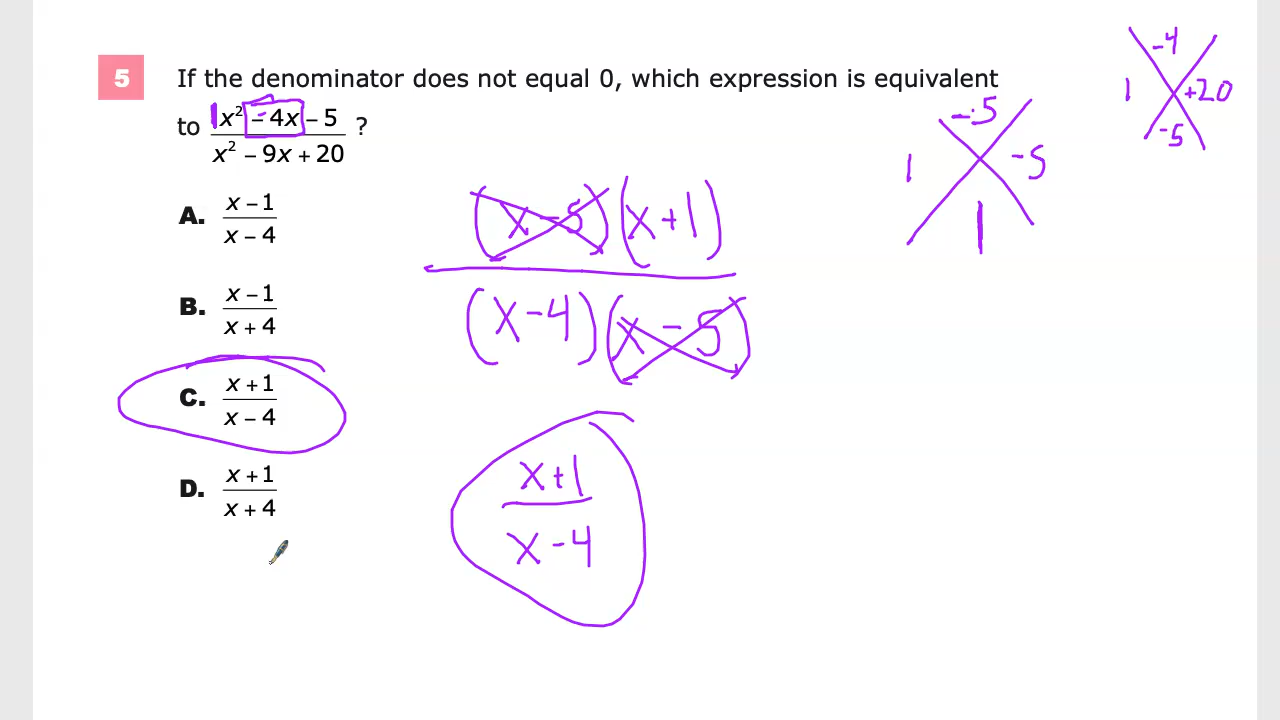 5 If the denominator does not equal 0, which expression is equivalent
to 1x² - 4x - 5 / x² - 9x + 20 ?
A. x - 1 / x - 4
B. x - 1 / x + 4
C. x + 1 / x - 4
D. x + 1 / x + 4
(x - 5)(x + 1)
(x - 4)(x - 5)
x + 1
x - 4
-5
1 -5
1
-4
1 +20
-5